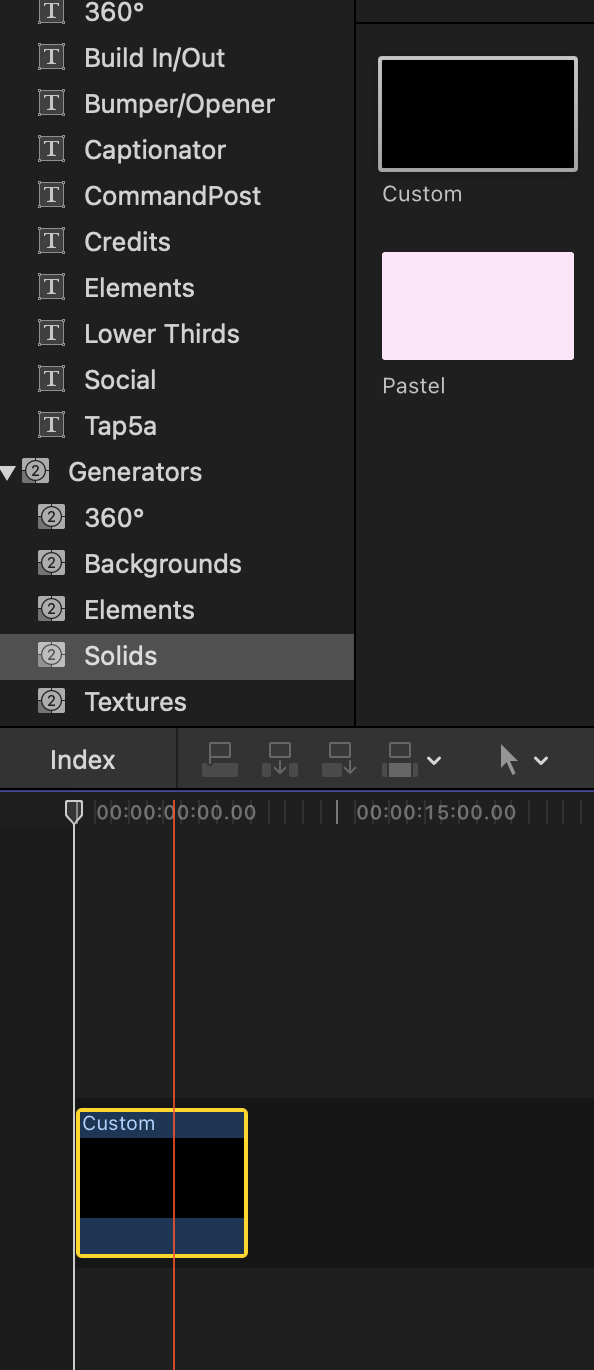 360°
Build In/Out
Bumper/Opener
Captionator
CommandPost
Credits
Elements
Lower Thirds
Social
Tap5a
Generators
360°
Backgrounds
Elements
Solids
Textures
Custom
Pastel
Index
00:00:00:00.00
00:00:15:00.00
Custom